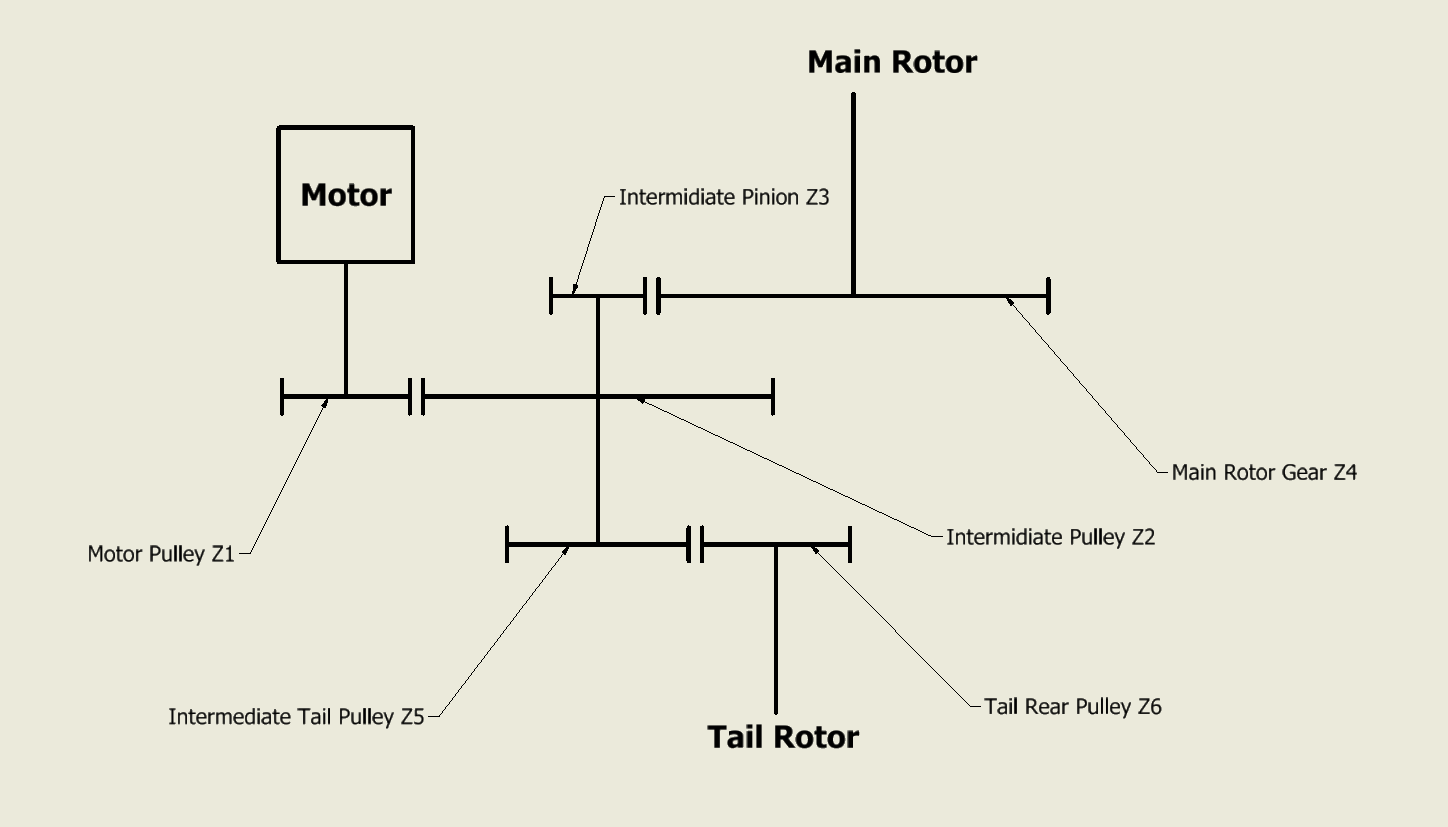 Main Rotor
Motor
Intermidiate Pinion Z3
Main Rotor Gear Z4
Intermidiate Pulley Z2
Motor Pulley Z1
Tail Rear Pulley Z6
Intermediate Tail Pulley Z5
Tail Rotor